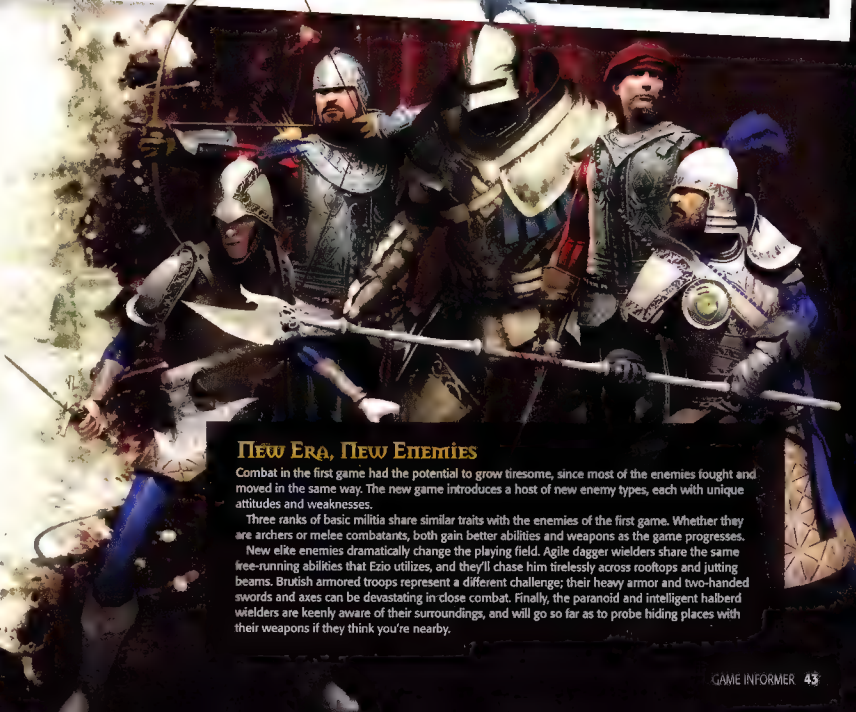 New Era, New Enemies
Combat in the first game had the potential to grow tiresome, since most of the enemies fought and
moved in the same way. The new game introduces a host of new enemy types, each with unique
attitudes and weaknesses.
Three ranks of basic militia share similar traits with the enemies of the first game. Whether they
are archers or melee combatants, both gain better abilities and weapons as the game progresses.
New elite enemies dramatically change the playing field. Agile dagger wielders share the same
free-running abilities that Ezio utilizes, and they'll chase him tirelessly across rooftops and jutting
beams. Brutish armored troops represent a different challenge; their heavy armor and two-handed
swords and axes can be devastating in close combat. Finally, the paranoid and intelligent halberd
wielders are keenly aware of their surroundings, and will go so far as to probe hiding places with
their weapons if they think you're nearby.
GAME INFORMER 43